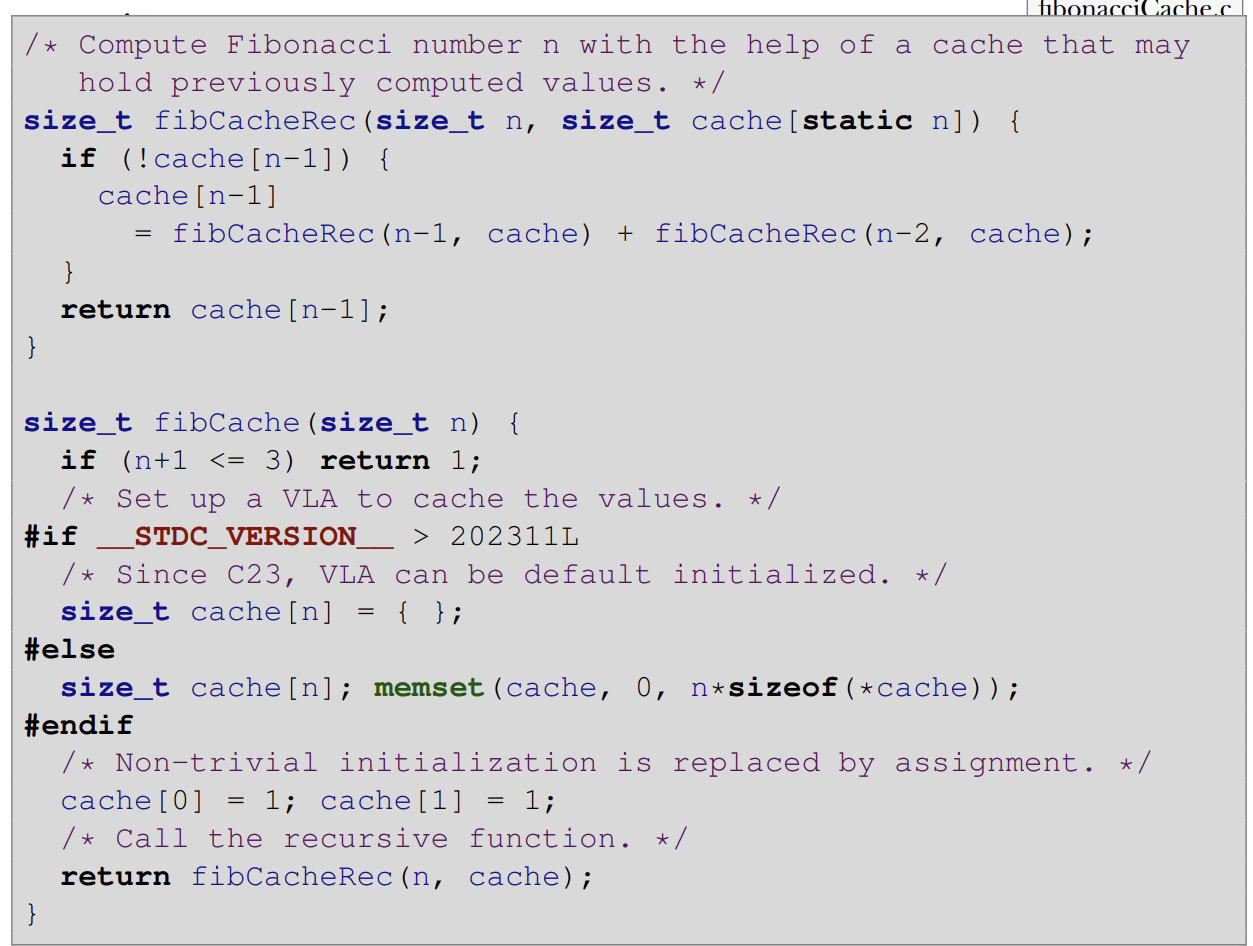 fibonacciCache.c
/* Compute Fibonacci number n with the help of a cache that may
   hold previously computed values. */
size_t fibCacheRec(size_t n, size_t cache[static n]) {
  if (!cache[n-1]) {
    cache[n-1]
      = fibCacheRec(n-1, cache) + fibCacheRec(n-2, cache);
  }
  return cache[n-1];
}

size_t fibCache(size_t n) {
  if (n+1 <= 3) return 1;
  /* Set up a VLA to cache the values. */
#if __STDC_VERSION__ > 202311L
  /* Since C23, VLA can be default initialized. */
  size_t cache[n] = { };
#else
  size_t cache[n]; memset(cache, 0, n*sizeof(*cache));
#endif
  /* Non-trivial initialization is replaced by assignment. */
  cache[0] = 1; cache[1] = 1;
  /* Call the recursive function. */
  return fibCacheRec(n, cache);
}